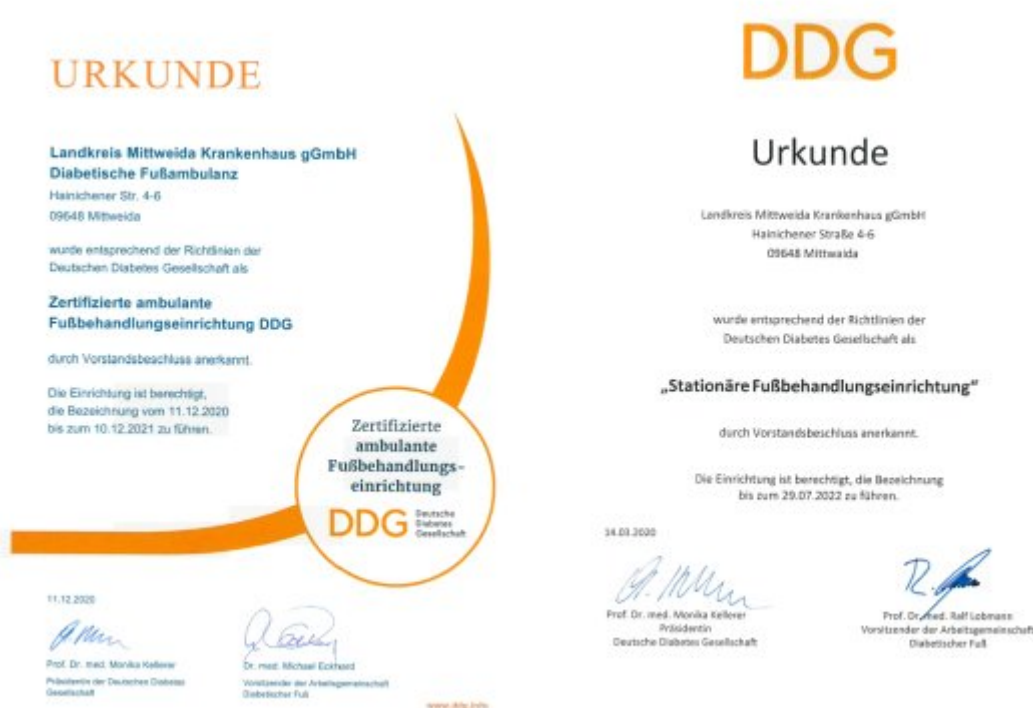 URKUNDE
Landkreis Mittweida Krankenhaus gGmbH
Diabetische Fußambulanz
Hainichener Str. 4-6
09648 Mittweida
wurde entsprechend der Richtlinien der
Deutschen Diabetes Gesellschaft als
Zertifizierte ambulante
Fußbehandlungseinrichtung DDG
durch Vorstandsbeschluss anerkannt.
Die Einrichtung ist berechtigt,
die Bezeichnung vom 11.12.2020
bis zum 10.12.2021 zu führen.
Zertifizierte
ambulante
Fußbehandlungs-
einrichtung
DDG
Deutsche
Diabetes
Gesellschaft
11.12.2020
Prof. Dr. med. Monika Kellerer
Präsidentin der Deutschen Diabetes
Gesellschaft
Dr. med. Michael Eckhard
Vorsitzender der Arbeitsgemeinschaft
Diabetischer Fuß
www.ddg.info
DDG
Urkunde
Landkreis Mittweida Krankenhaus gGmbH
Hainichener Straße 4-6
09648 Mittwaida
wurde entsprechend der Richtlinien der
Deutschen Diabetes Gesellschaft als
„Stationäre Fußbehandlungseinrichtung“
durch Vorstandsbeschluss anerkannt.
Die Einrichtung ist berechtigt, die Bezeichnung
bis zum 29.07.2022 zu führen.
14.03.2020
Prof. Dr. med. Monika Kellerer
Präsidentin
Deutsche Diabetes Gesellschaft
Prof. Dr. med. Ralf Lobmann
Vorsitzender der Arbeitsgemeinschaft
Diabetischer Fuß